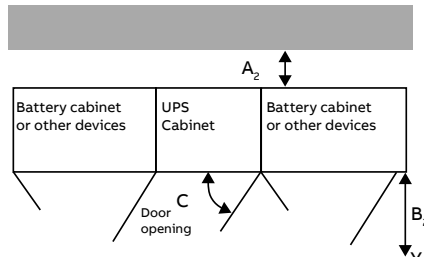 A2
Battery cabinet
or other devices
UPS
Cabinet
Battery cabinet
or other devices
C
Door
opening
B2